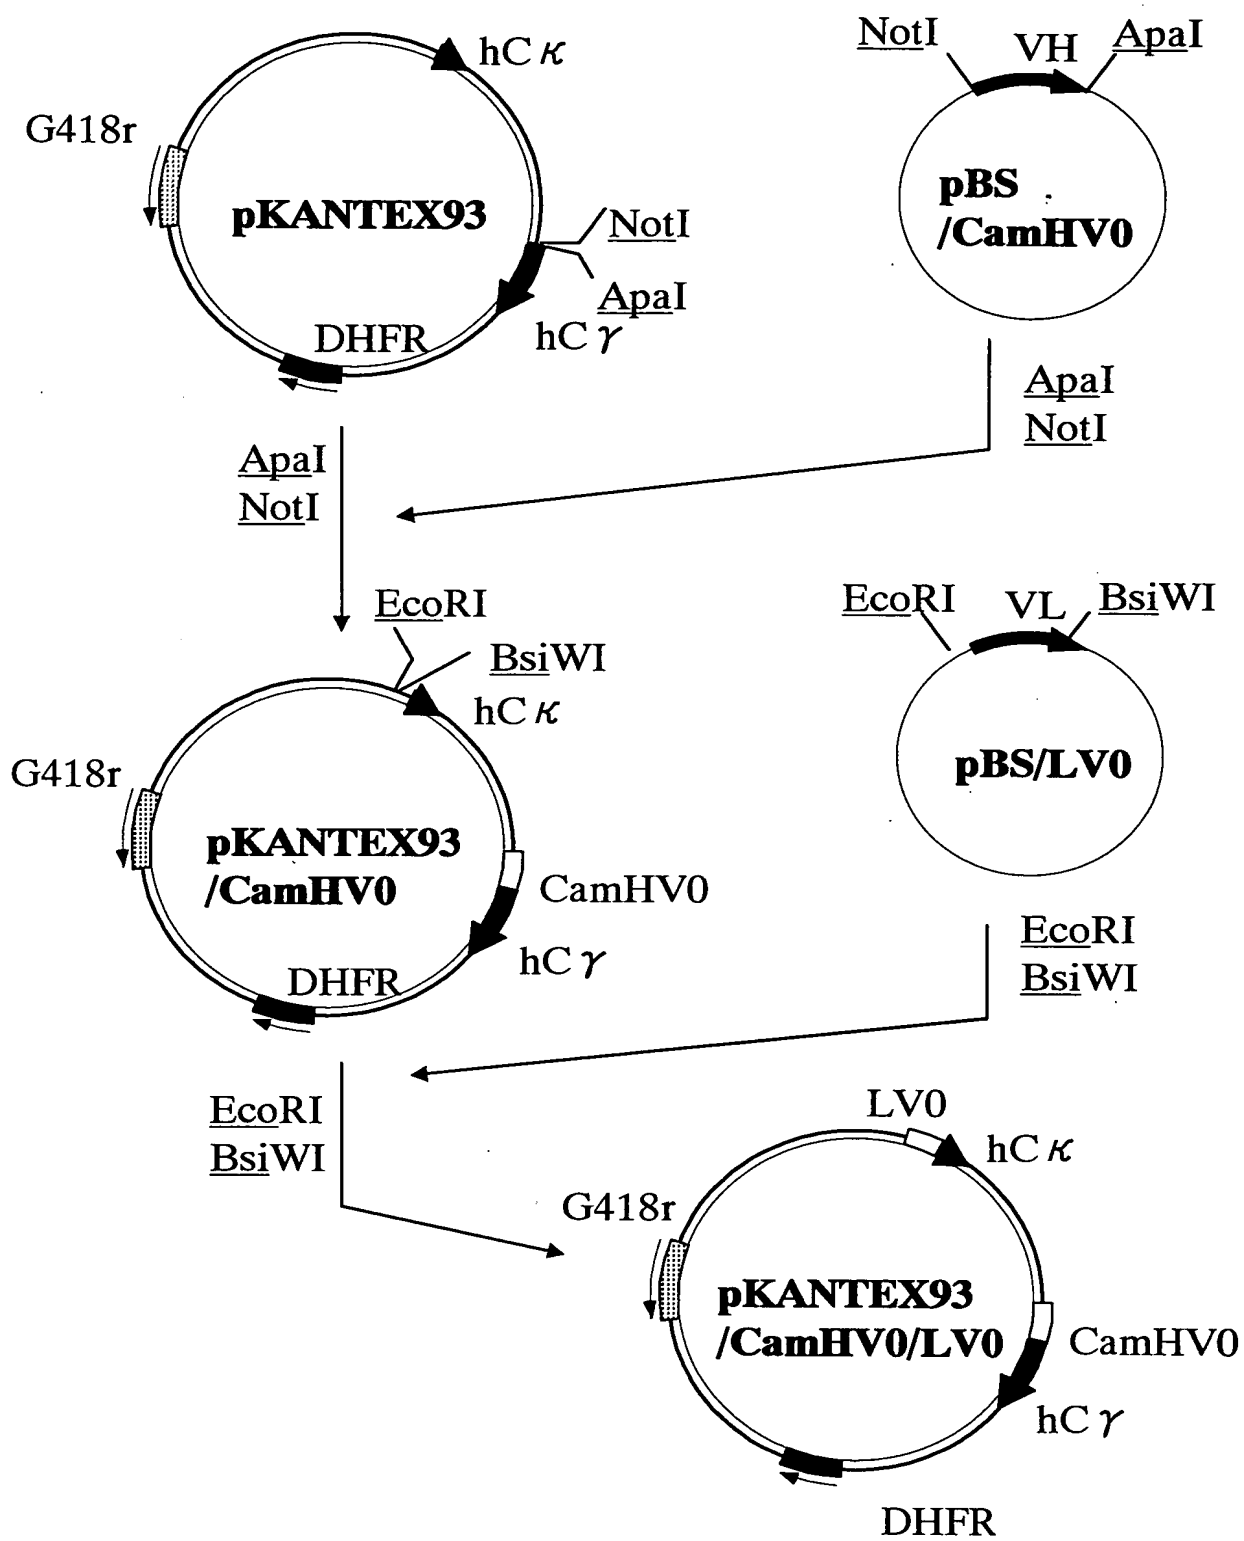 hCκ
G418r
pKANTEX93
NotI
ApaI
hCγ
DHFR
NotI
VH
ApaI
pBS
/CamHV0
ApaI
NotI
ApaI
NotI
EcoRI
BsiWI
hCκ
G418r
pKANTEX93
/CamHV0
CamHV0
hCγ
DHFR
EcoRI
VL
BsiWI
pBS/LV0
EcoRI
BsiWI
EcoRI
BsiWI
LV0
hCκ
G418r
pKANTEX93
/CamHV0/LV0
CamHV0
hCγ
DHFR